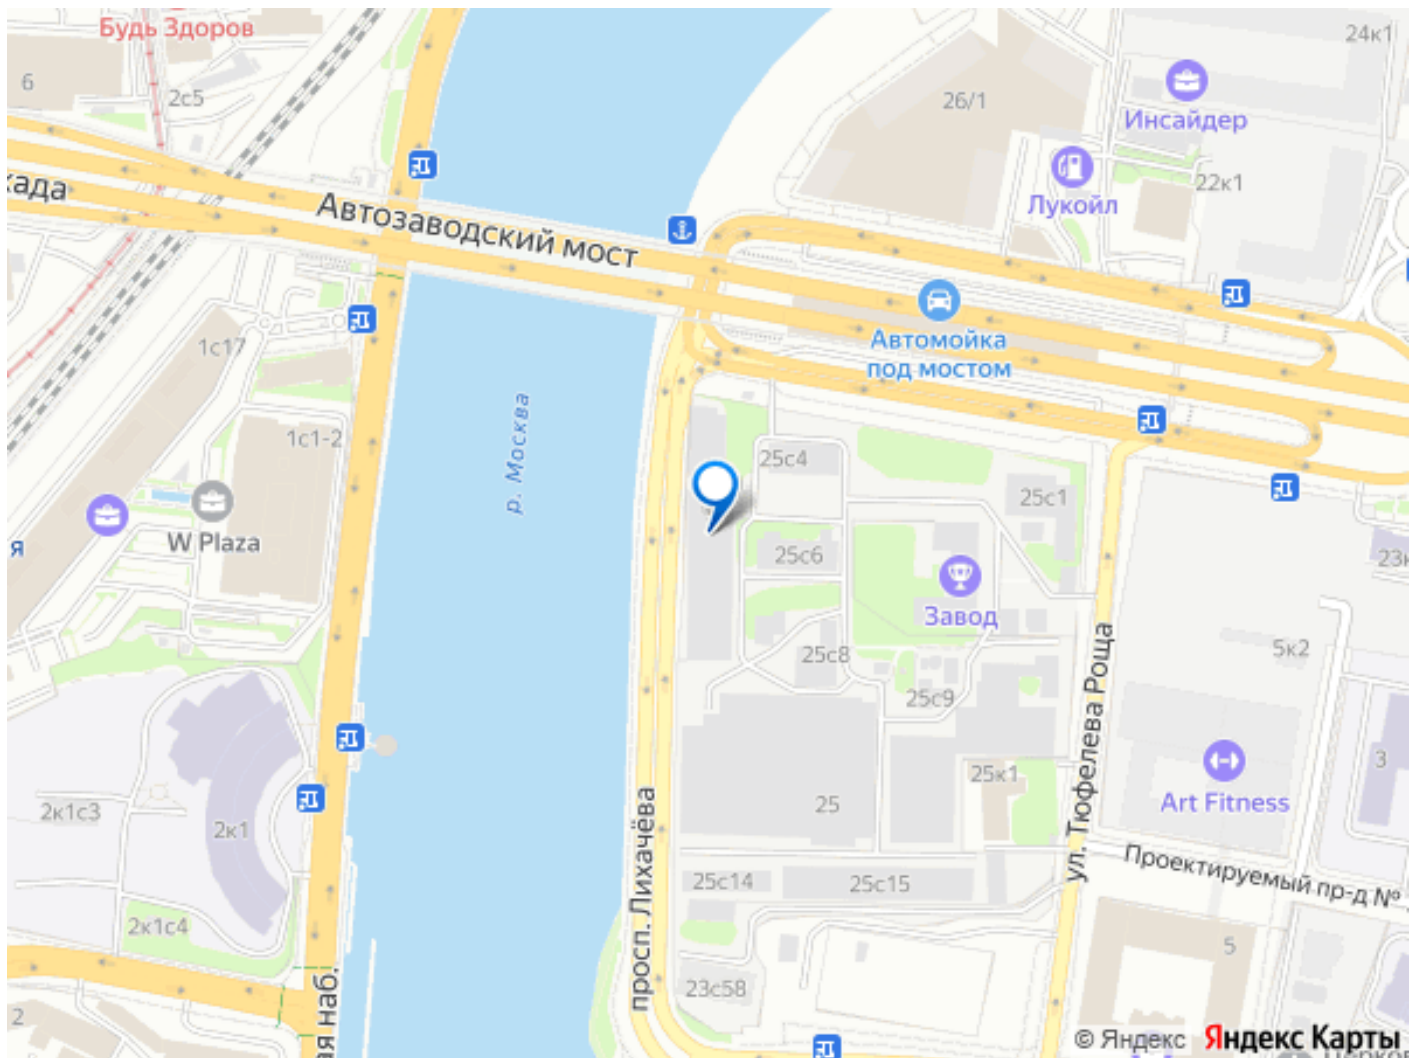 Будь Здоров
24к1
6
2с5
26/1
Инсайдер
22к1
Лукойл
када
Автозаводский мост
Автомойка
под мостом
1с17
1с1-2
р. Москва
25с4
25с1
W Plaza
я
25с6
Завод
23к
5к2
25с8
25с9
ул. Тюфелева Роща
25к1
3
Art Fitness
25
2к1с3
2к1
просп. Лихачёва
Проектируемый пр-д №
25с14
25с15
2к1с4
5
23с58
2
ая наб.
© Яндекс Яндекс Карты